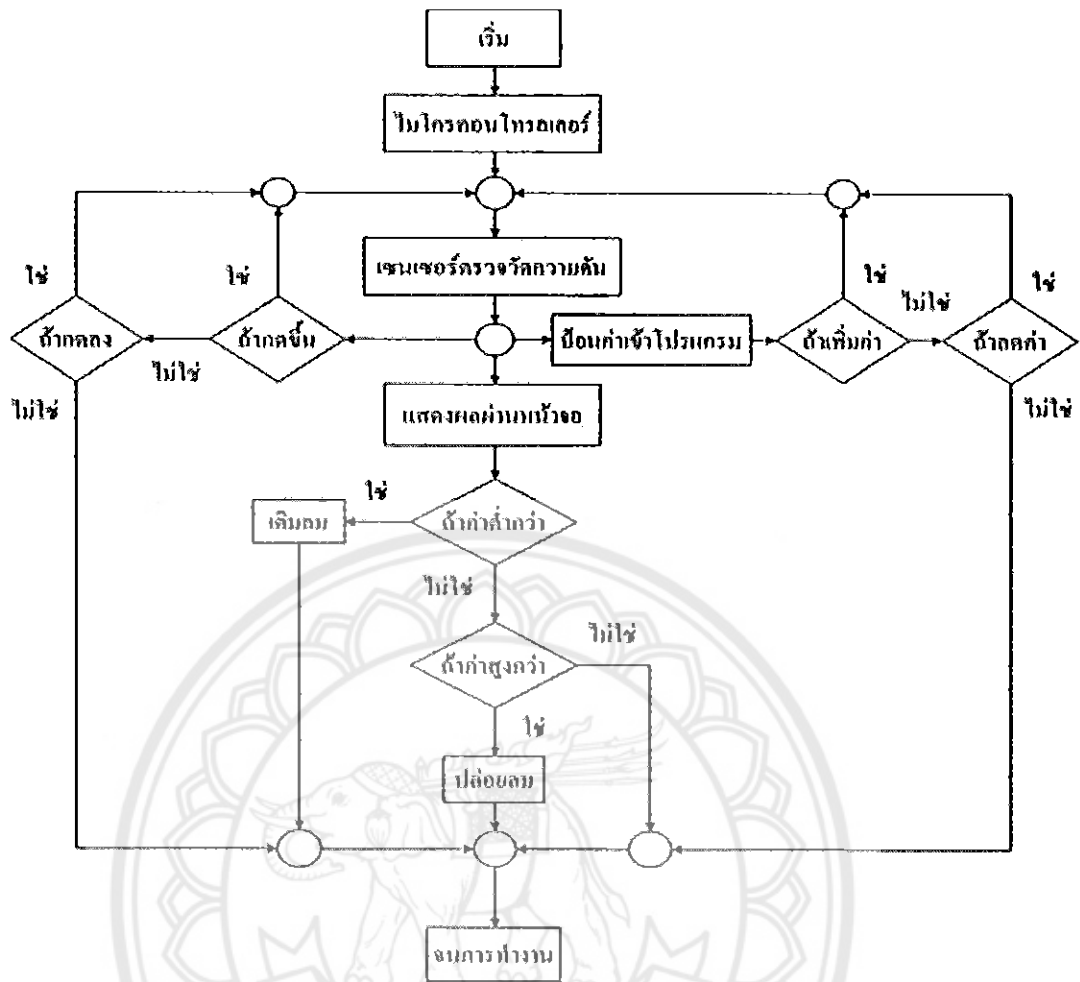 เริ่ม
ไมโครคอนโทรลเลอร์
เซนเซอร์ตรวจวัดความดัน
ใช่
ใช่
ใช่
ไม่ใช่
ใช่
ถ้ากดลง
ถ้ากดขึ้น
ป้อนค่าเข้าโปรแกรม
ถ้าเพิ่มค่า
ถ้าลดค่า
ไม่ใช่
ไม่ใช่
ไม่ใช่
แสดงผลผ่านหน้าจอ
ใช่
เติมลม
ถ้าค่าต่ำกว่า
ไม่ใช่
ไม่ใช่
ถ้าค่าสูงกว่า
ใช่
ปล่อยลม
จบการทำงาน